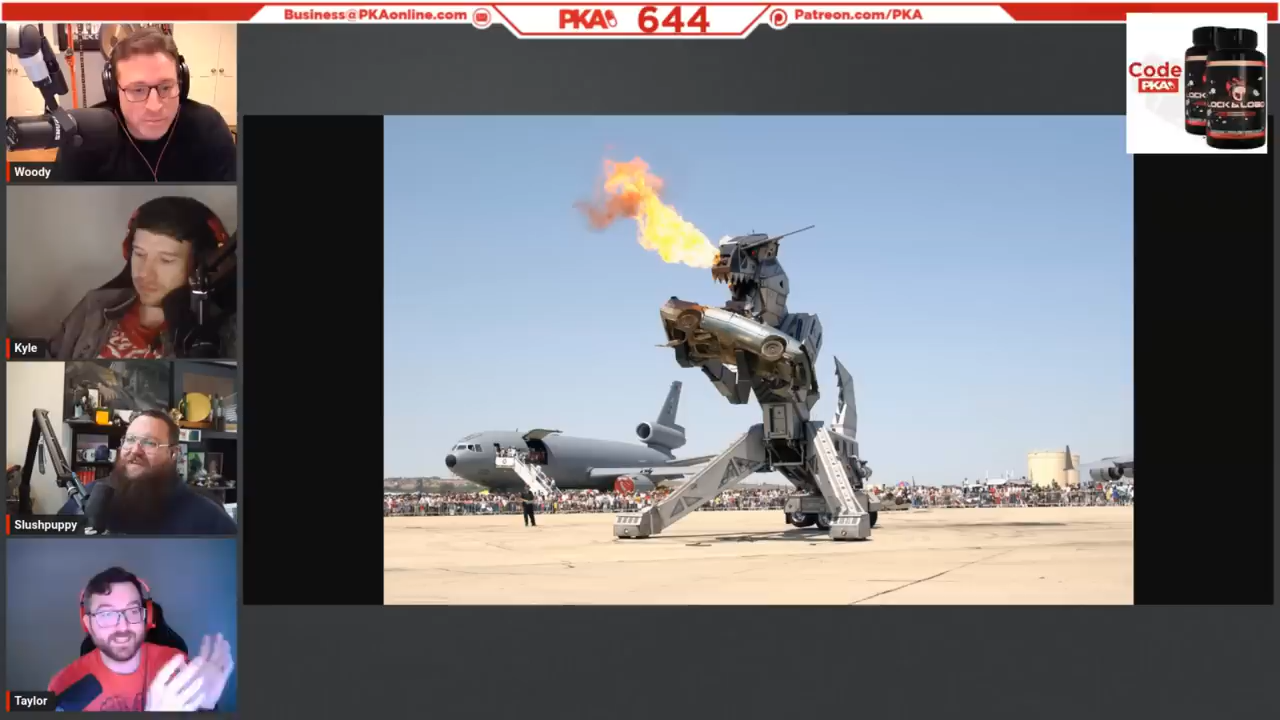 Business@PKAonline.com
PKA 644
Patreon.com/PKA
Code
PKA
Woody
Kyle
Slushpuppy
Taylor